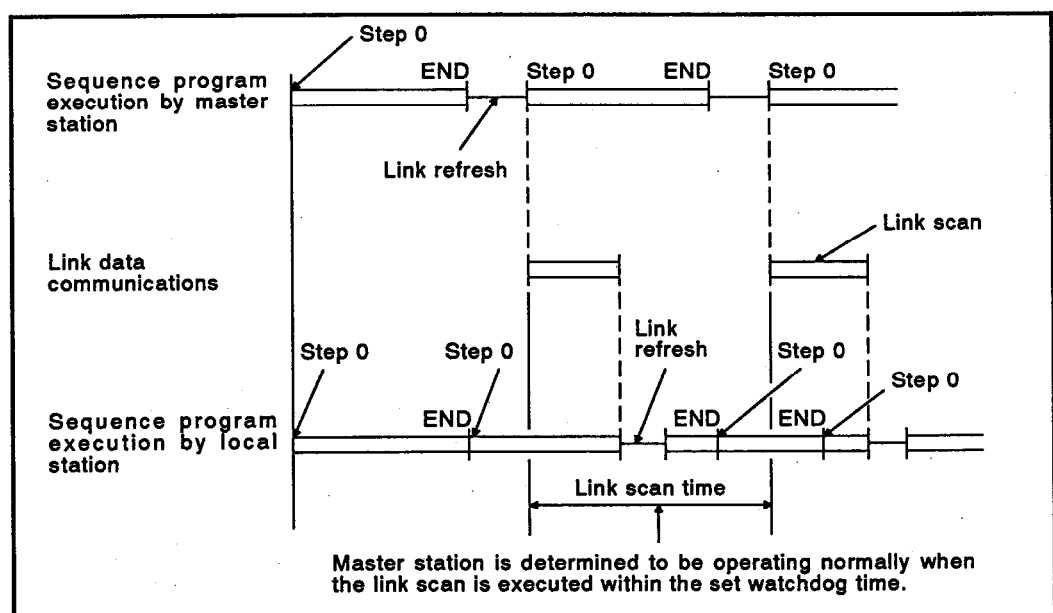 Step 0
Sequence program
execution by master
station
END
Step 0
END
Step 0
Link refresh
Link scan
Link data
communications
Link
refresh
Step 0
Step 0
Step 0
Step 0
Sequence program
execution by local
station
END
END
END
Link scan time
Master station is determined to be operating normally when
the link scan is executed within the set watchdog time.